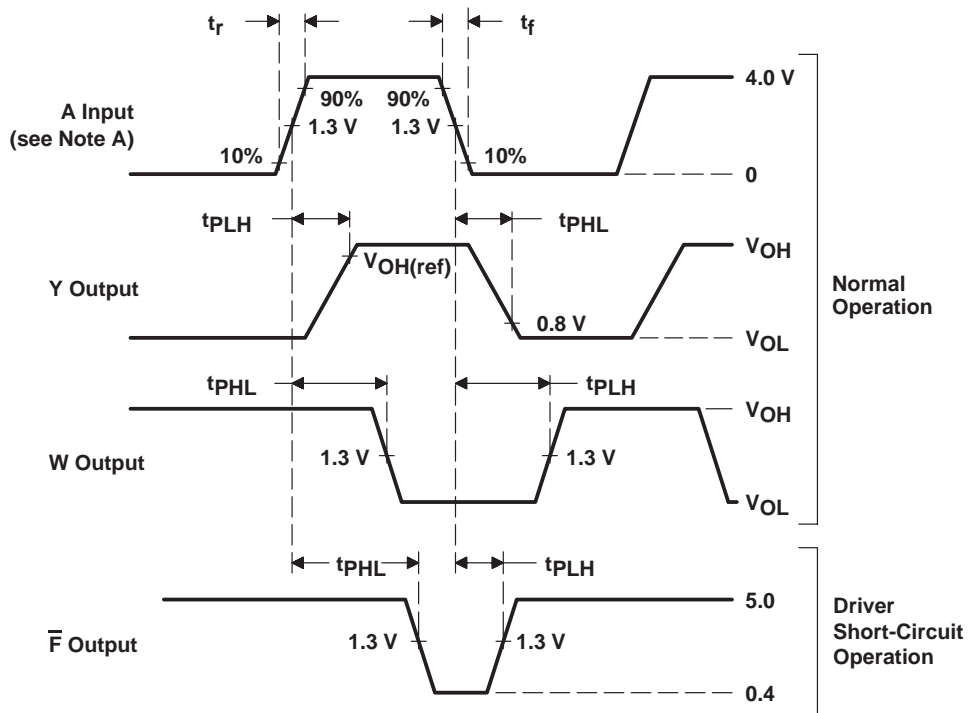 tr
tf
4.0 V
A Input
(see Note A)
90%
90%
1.3 V
1.3 V
10%
10%
0
tPLH
tPHL
VOH
VOH(ref)
Y Output
0.8 V
VOL
Normal
Operation
tPHL
tPLH
VOH
W Output
1.3 V
1.3 V
VOL
tPHL
tPLH
5.0
F̅ Output
1.3 V
1.3 V
0.4
Driver
Short-Circuit
Operation